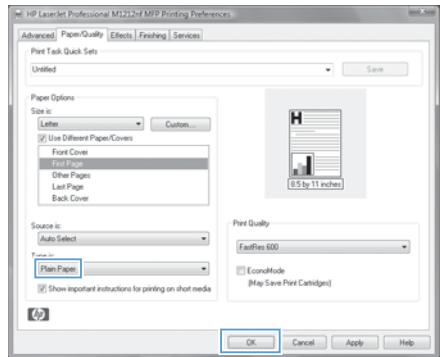 HP LaserJet Professional M1212nf MFP Printing Preferences
Advanced Paper/Quality Effects Finishing Services
Print Task Quick Sets
Untitled Save
Paper Options
Size is:
Letter Custom...
Use Different Paper/Covers
Front Cover
First Page
Other Pages
Last Page
Back Cover
H
8.5 by 11 inches
Source is:
Auto Select
Type is:
Plain Paper
Show important instructions for printing on short media
Print Quality
FastRes 600
EconoMode
(May Save Print Cartridges)
hp
OK Cancel Apply Help